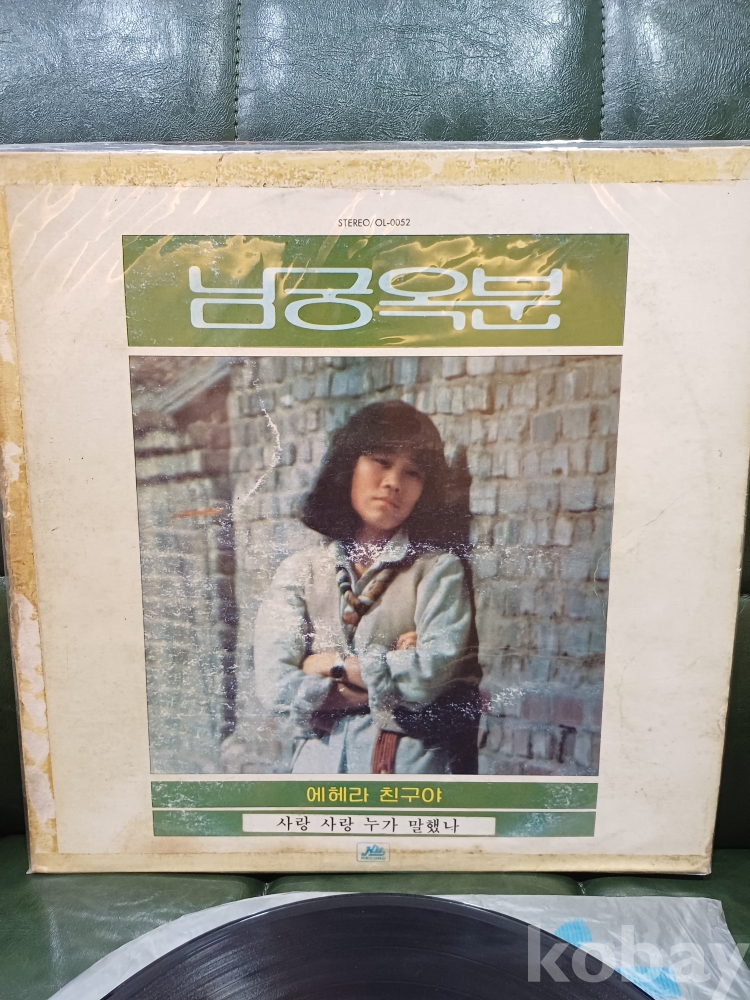 STEREO/OL-0052
남궁옥분
에헤라 친구야
사랑 사랑 누가 말했나
Hit
kobay